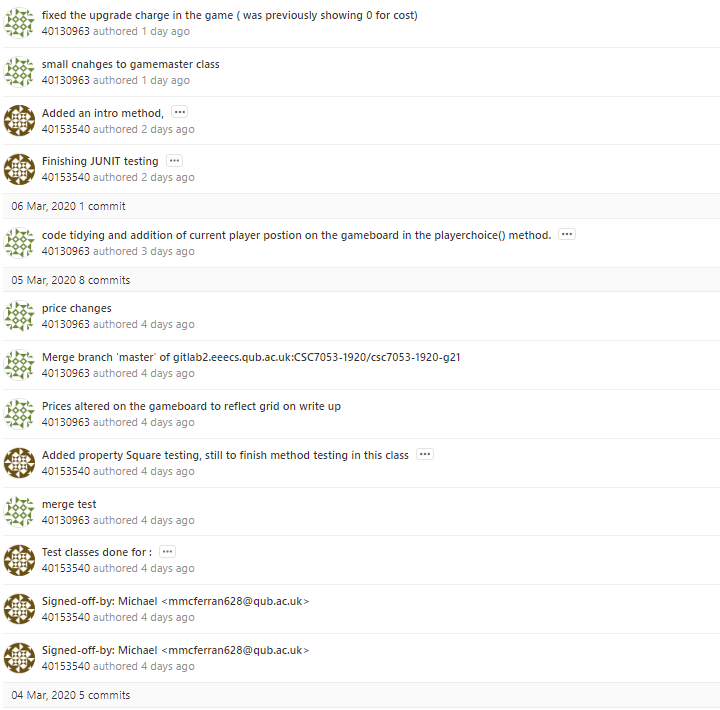 fixed the upgrade charge in the game ( was previously showing 0 for cost)
40130963 authored 1 day ago
small cnahges to gamemaster class
40130963 authored 1 day ago
Added an intro method, •••
40153540 authored 2 days ago
Finishing JUNIT testing •••
40153540 authored 2 days ago
06 Mar, 2020 1 commit
code tidying and addition of current player postion on the gameboard in the playerchoice() method. •••
40130963 authored 3 days ago
05 Mar, 2020 8 commits
price changes
40130963 authored 4 days ago
Merge branch 'master' of gitlab2.eeecs.qub.ac.uk:CSC7053-1920/csc7053-1920-g21
40130963 authored 4 days ago
Prices altered on the gameboard to reflect grid on write up
40130963 authored 4 days ago
Added property Square testing, still to finish method testing in this class •••
40153540 authored 4 days ago
merge test
40130963 authored 4 days ago
Test classes done for : •••
40153540 authored 4 days ago
Signed-off-by: Michael <mmcferran628@qub.ac.uk>
40153540 authored 4 days ago
Signed-off-by: Michael <mmcferran628@qub.ac.uk>
40153540 authored 4 days ago
04 Mar, 2020 5 commits